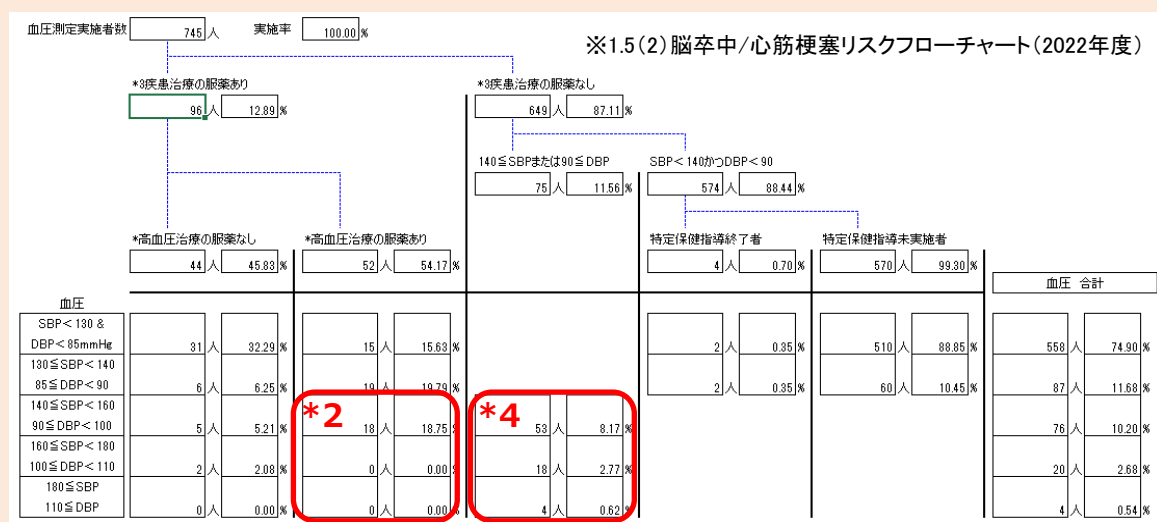 血圧測定実施者数 745 人 実施率 100.00 %
※1.5(2)脳卒中/心筋梗塞リスクフローチャート(2022年度)
*3疾患治療の服薬あり *3疾患治療の服薬なし
96 人 12.89 % 649 人 87.11 %
140≦SBPまたは90≦DBP SBP<140かつDBP<90
75 人 11.56 % 574 人 88.44 %
*高血圧治療の服薬なし *高血圧治療の服薬あり 特定保健指導終了者 特定保健指導未実施者
44 人 45.83 % 52 人 54.17 % 4 人 0.70 % 570 人 99.30 %
血圧 合計
血圧
SBP<130 &
DBP<85mmHg 31 人 32.29 % 15 人 15.63 % 2 人 0.35 % 510 人 88.85 % 558 人 74.90 %
130≦SBP<140
85≦DBP<90 6 人 6.25 % 19 人 19.79 % 2 人 0.35 % 60 人 10.45 % 87 人 11.68 %
140≦SBP<160 *2 *4
90≦DBP<100 5 人 5.21 % 18 人 18.75 % 53 人 8.17 % 76 人 10.20 %
160≦SBP<180
100≦DBP<110 2 人 2.08 % 0 人 0.00 % 18 人 2.77 % 20 人 2.68 %
180≦SBP
110≦DBP 0 人 0.00 % 0 人 0.00 % 4 人 0.62 % 4 人 0.54 %